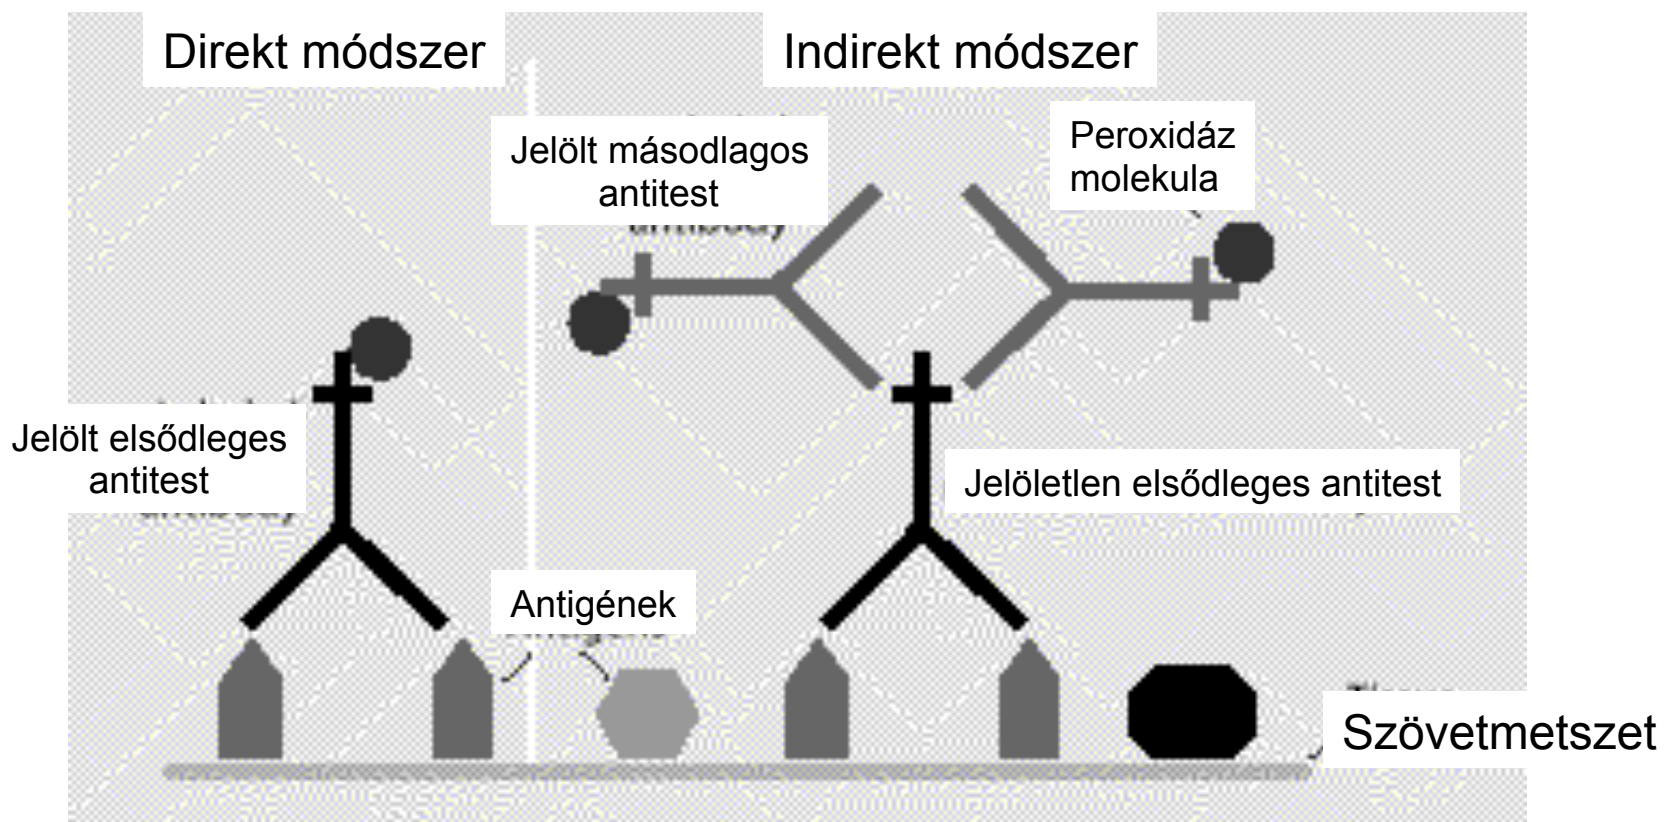 Direkt módszer
Indirekt módszer
Jelölt másodlagos
antitest
Peroxidáz
molekula
Jelölt elsődleges
antitest
Jelöletlen elsődleges antitest
Antigének
Szövetmetszet